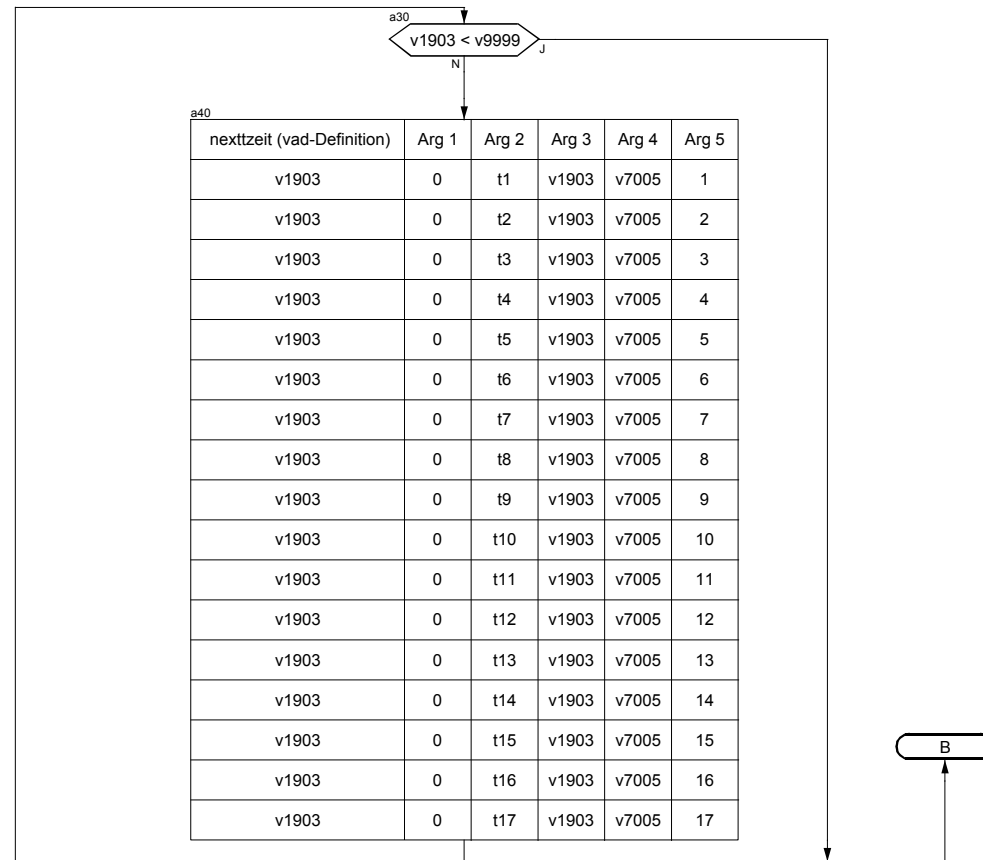 a30
v1903 < v9999
J
N
a40
nexttzeit (vad-Definition) Arg 1 Arg 2 Arg 3 Arg 4 Arg 5
v1903 0 t1 v1903 v7005 1
v1903 0 t2 v1903 v7005 2
v1903 0 t3 v1903 v7005 3
v1903 0 t4 v1903 v7005 4
v1903 0 t5 v1903 v7005 5
v1903 0 t6 v1903 v7005 6
v1903 0 t7 v1903 v7005 7
v1903 0 t8 v1903 v7005 8
v1903 0 t9 v1903 v7005 9
v1903 0 t10 v1903 v7005 10
v1903 0 t11 v1903 v7005 11
v1903 0 t12 v1903 v7005 12
v1903 0 t13 v1903 v7005 13
v1903 0 t14 v1903 v7005 14
v1903 0 t15 v1903 v7005 15
B
v1903 0 t16 v1903 v7005 16
v1903 0 t17 v1903 v7005 17